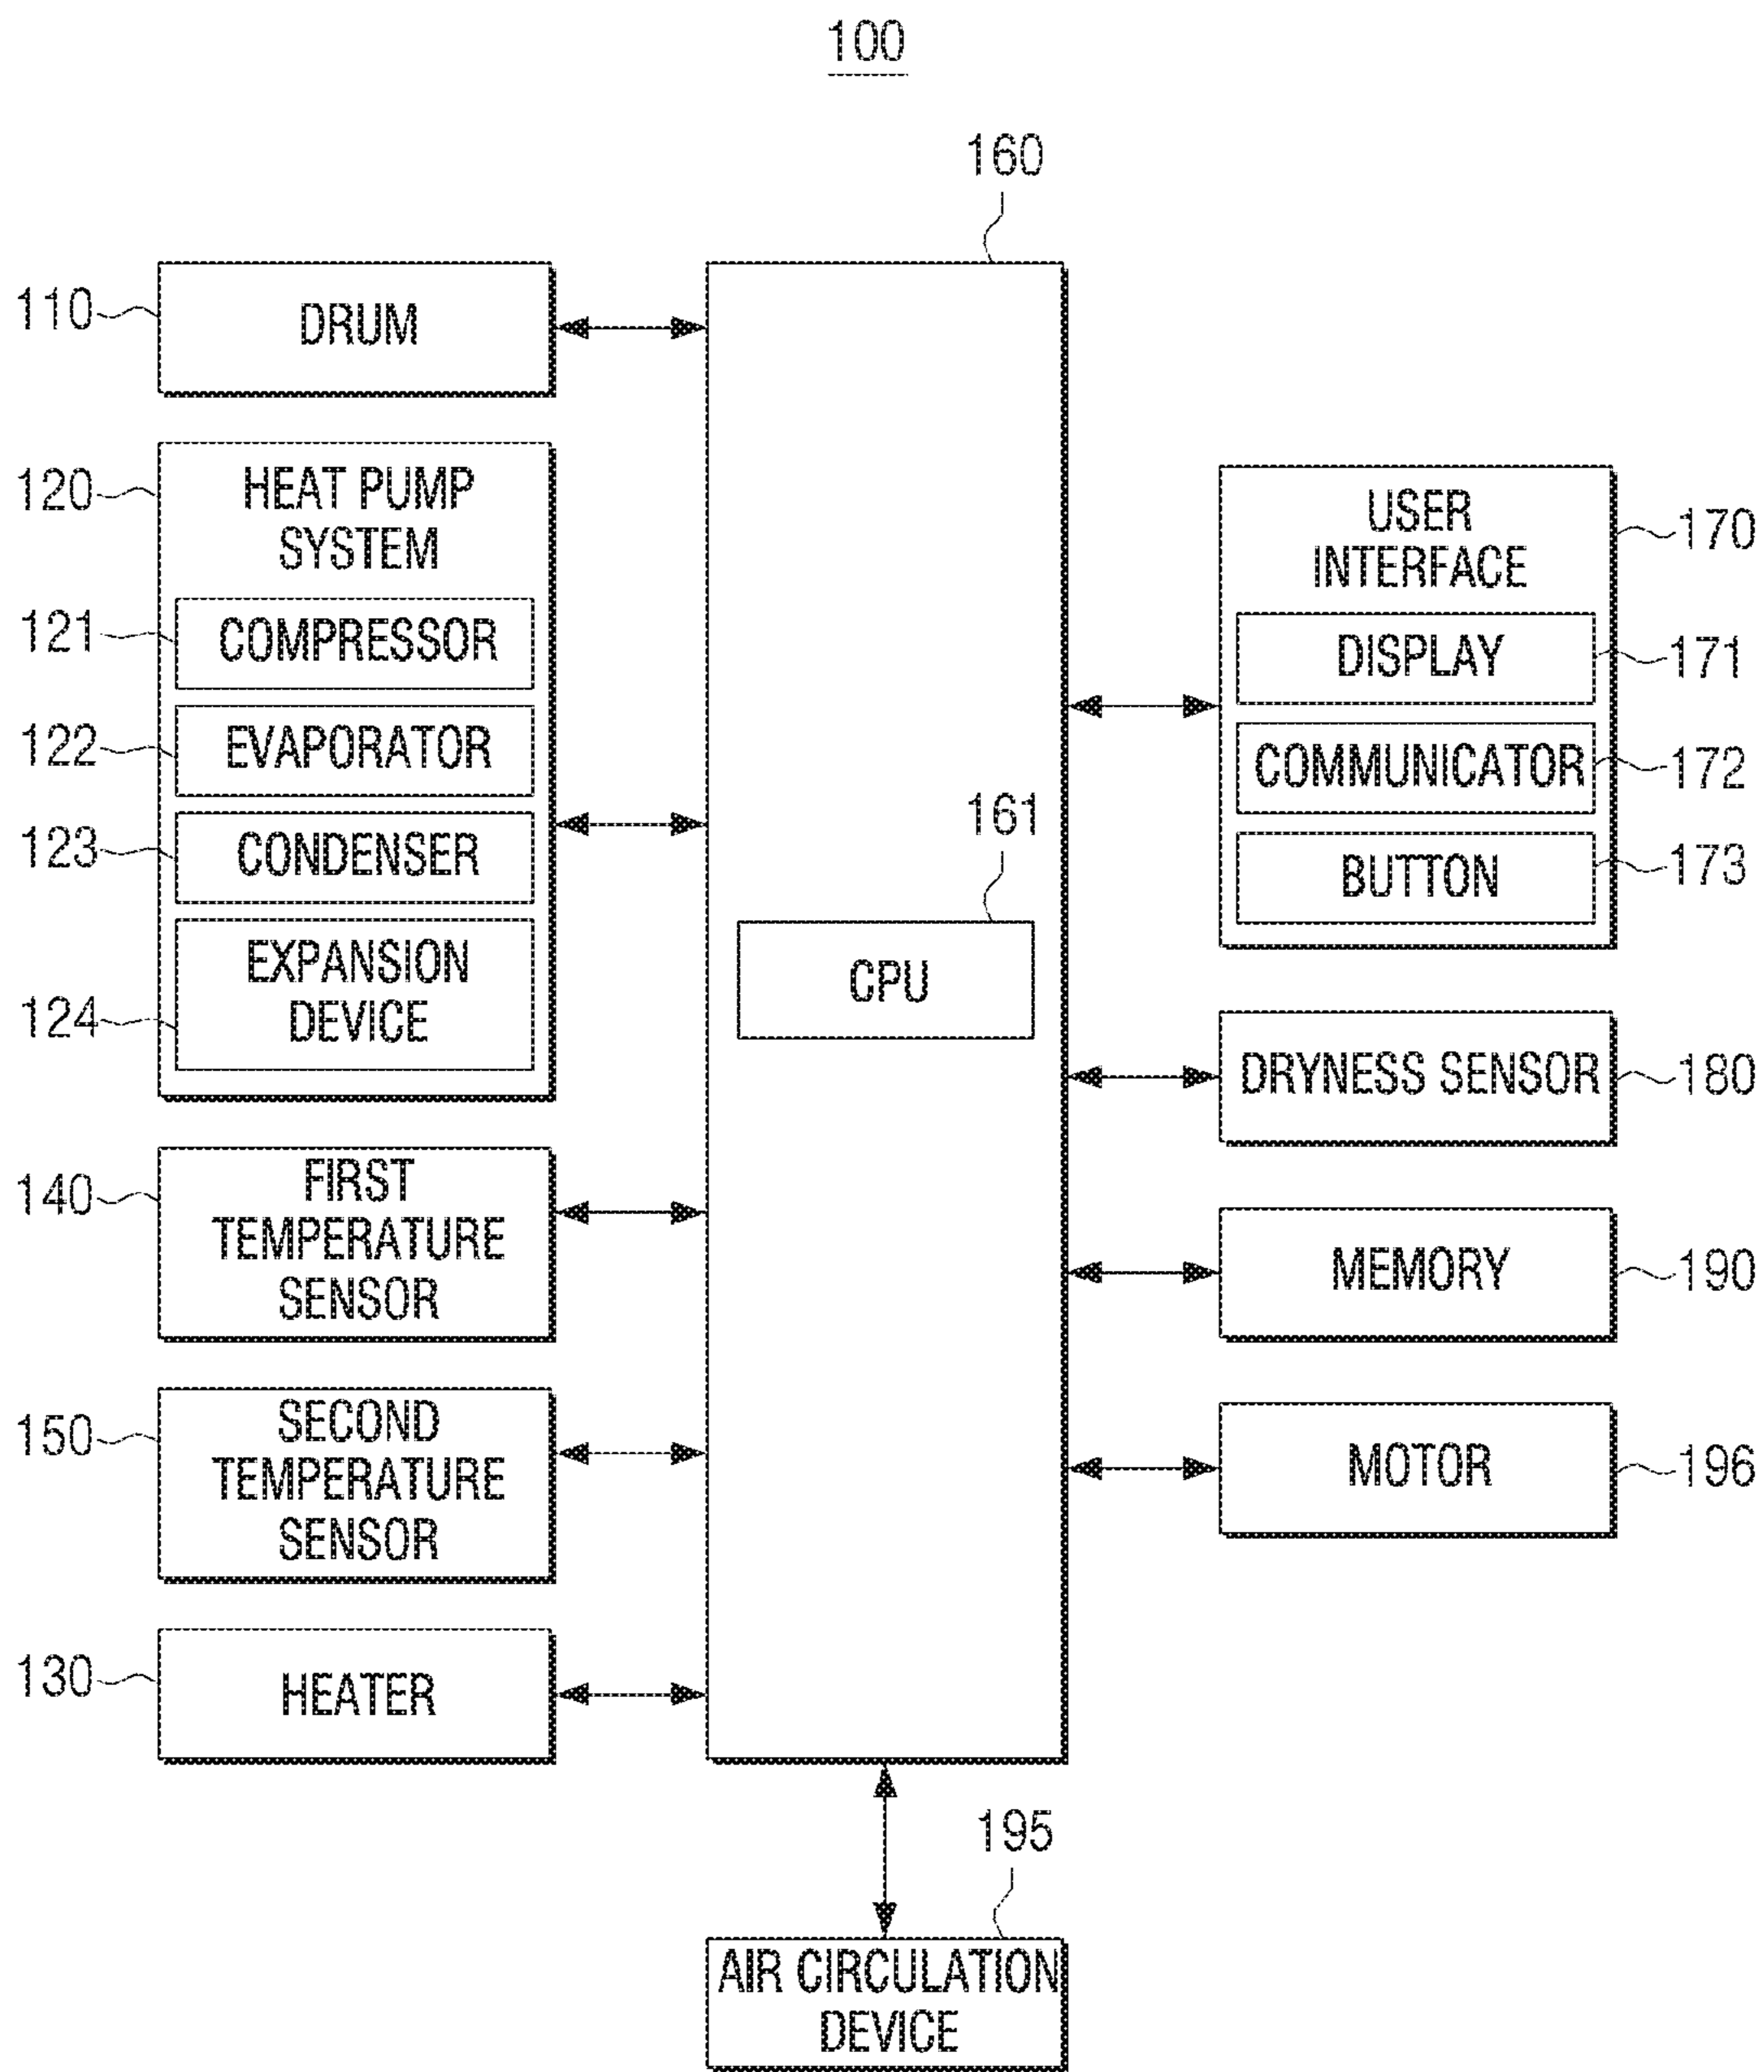 100
160
110
DRUM
120
HEAT PUMP
SYSTEM
121
COMPRESSOR
122
EVAPORATOR
123
CONDENSER
124
EXPANSION
DEVICE
140
FIRST
TEMPERATURE
SENSOR
150
SECOND
TEMPERATURE
SENSOR
130
HEATER
161
CPU
USER
INTERFACE
170
DISPLAY
171
COMMUNICATOR
172
BUTTON
173
DRYNESS SENSOR
180
MEMORY
190
MOTOR
196
195
AIR CIRCULATION
DEVICE